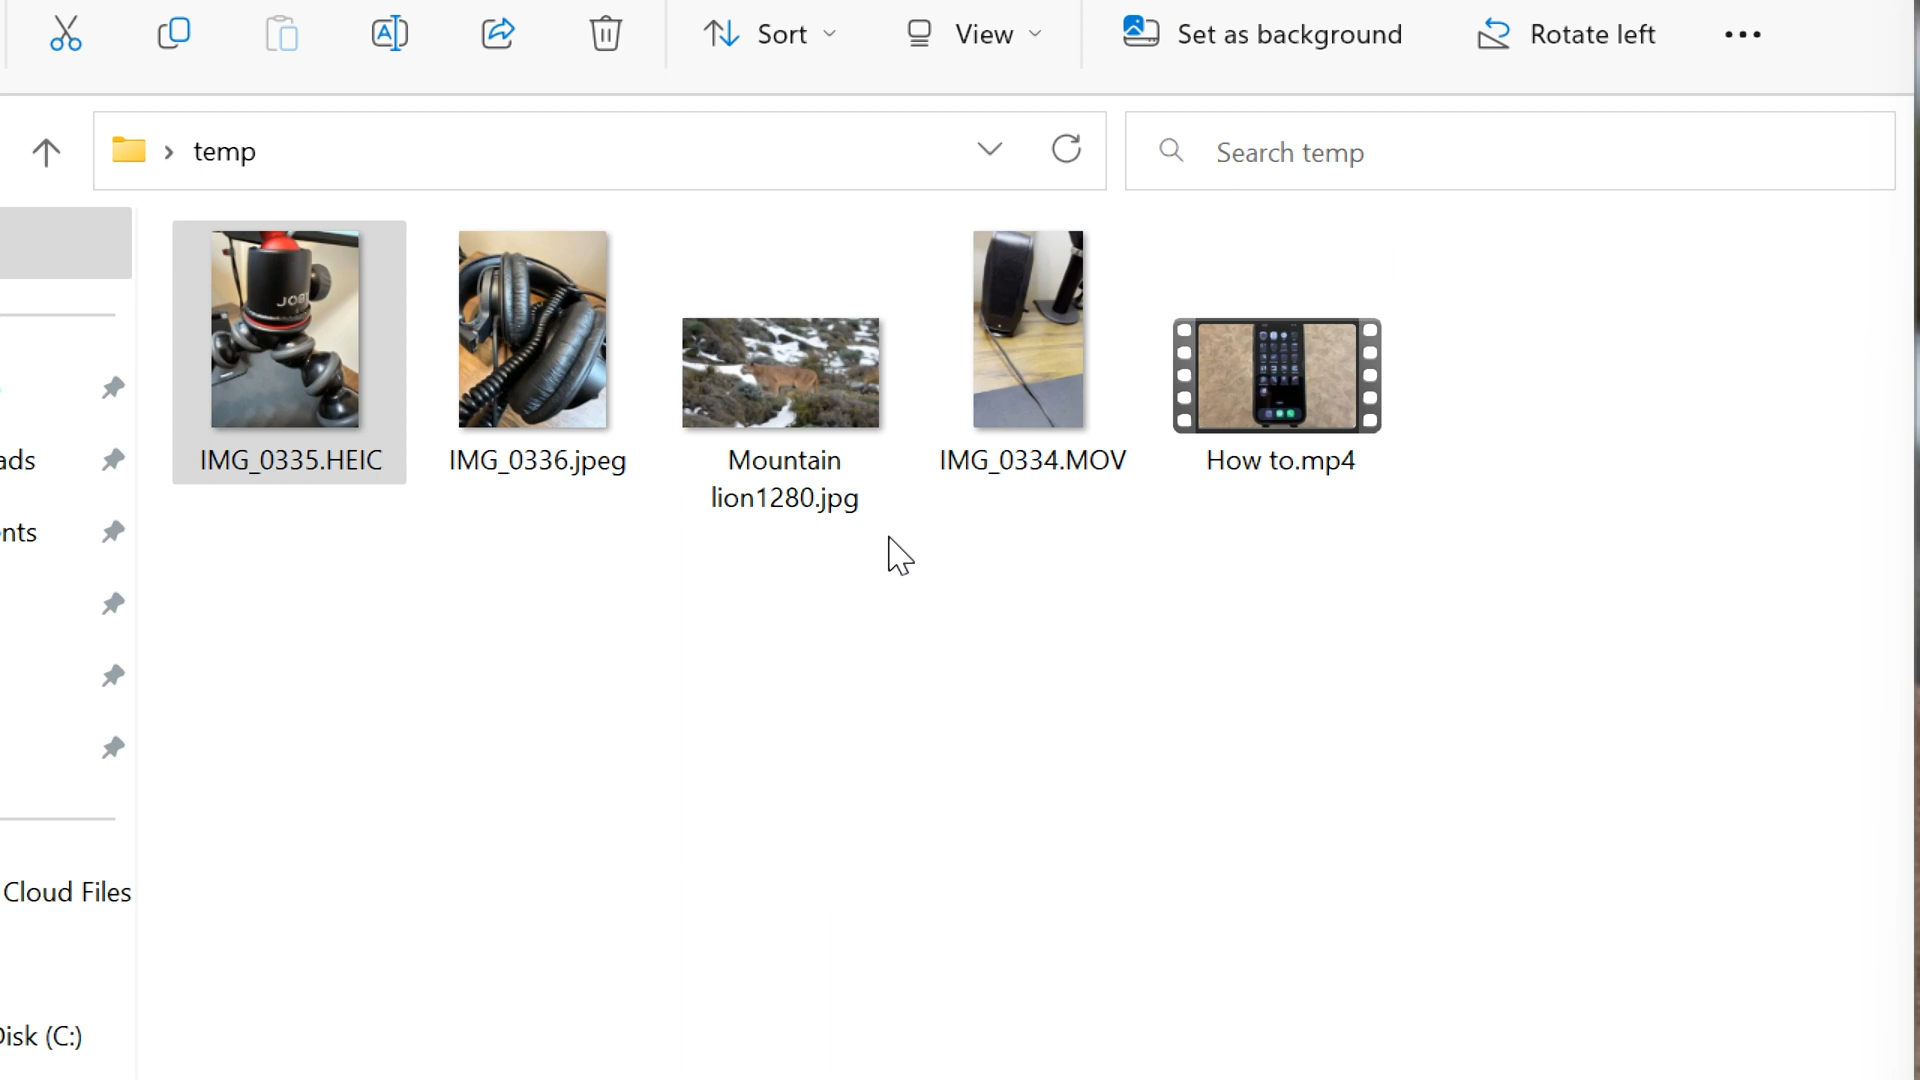 Sort
View
Set as background
Rotate left
temp
Search temp
JOB
IMG_0335.HEIC
IMG_0336.jpeg
Mountain
lion1280.jpg
IMG_0334.MOV
How to.mp4
ads
nts
Cloud Files
Disk (C:)